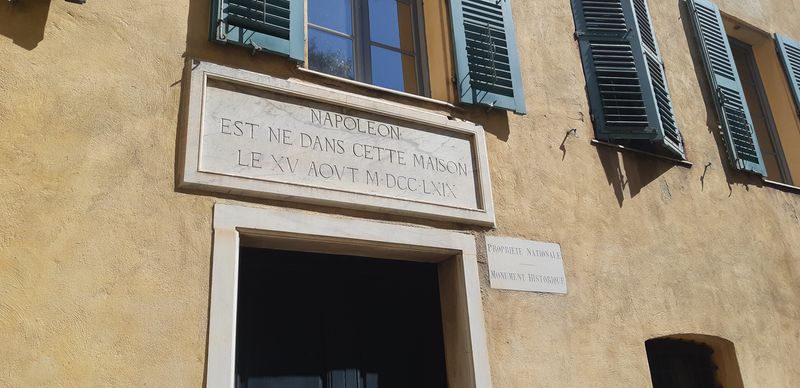 NAPOLEON
EST NE DANS CETTE MAISON
LE XV AOVT M·DCC·LXIX
PROPRIETE NATIONALE
MONUMENT HISTORIQUE